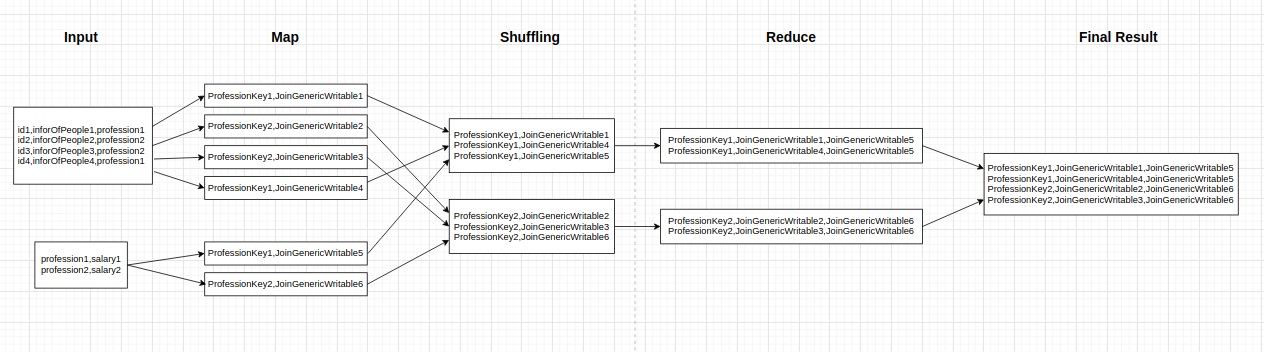 Input
Map
Shuffling
Reduce
Final Result
id1,inforOfPeople1,profession1
id2,inforOfPeople2,profession2
id3,inforOfPeople3,profession2
id4,inforOfPeople4,profession1
profession1,salary1
profession2,salary2
ProfessionKey1,JoinGenericWritable1
ProfessionKey2,JoinGenericWritable2
ProfessionKey2,JoinGenericWritable3
ProfessionKey1,JoinGenericWritable4
ProfessionKey1,JoinGenericWritable5
ProfessionKey2,JoinGenericWritable6
ProfessionKey1,JoinGenericWritable1
ProfessionKey1,JoinGenericWritable4
ProfessionKey1,JoinGenericWritable5
ProfessionKey2,JoinGenericWritable2
ProfessionKey2,JoinGenericWritable3
ProfessionKey2,JoinGenericWritable6
ProfessionKey1,JoinGenericWritable1,JoinGenericWritable5
ProfessionKey1,JoinGenericWritable4,JoinGenericWritable5
ProfessionKey2,JoinGenericWritable2,JoinGenericWritable6
ProfessionKey2,JoinGenericWritable3,JoinGenericWritable6
ProfessionKey1,JoinGenericWritable1,JoinGenericWritable5
ProfessionKey1,JoinGenericWritable4,JoinGenericWritable5
ProfessionKey2,JoinGenericWritable2,JoinGenericWritable6
ProfessionKey2,JoinGenericWritable3,JoinGenericWritable6